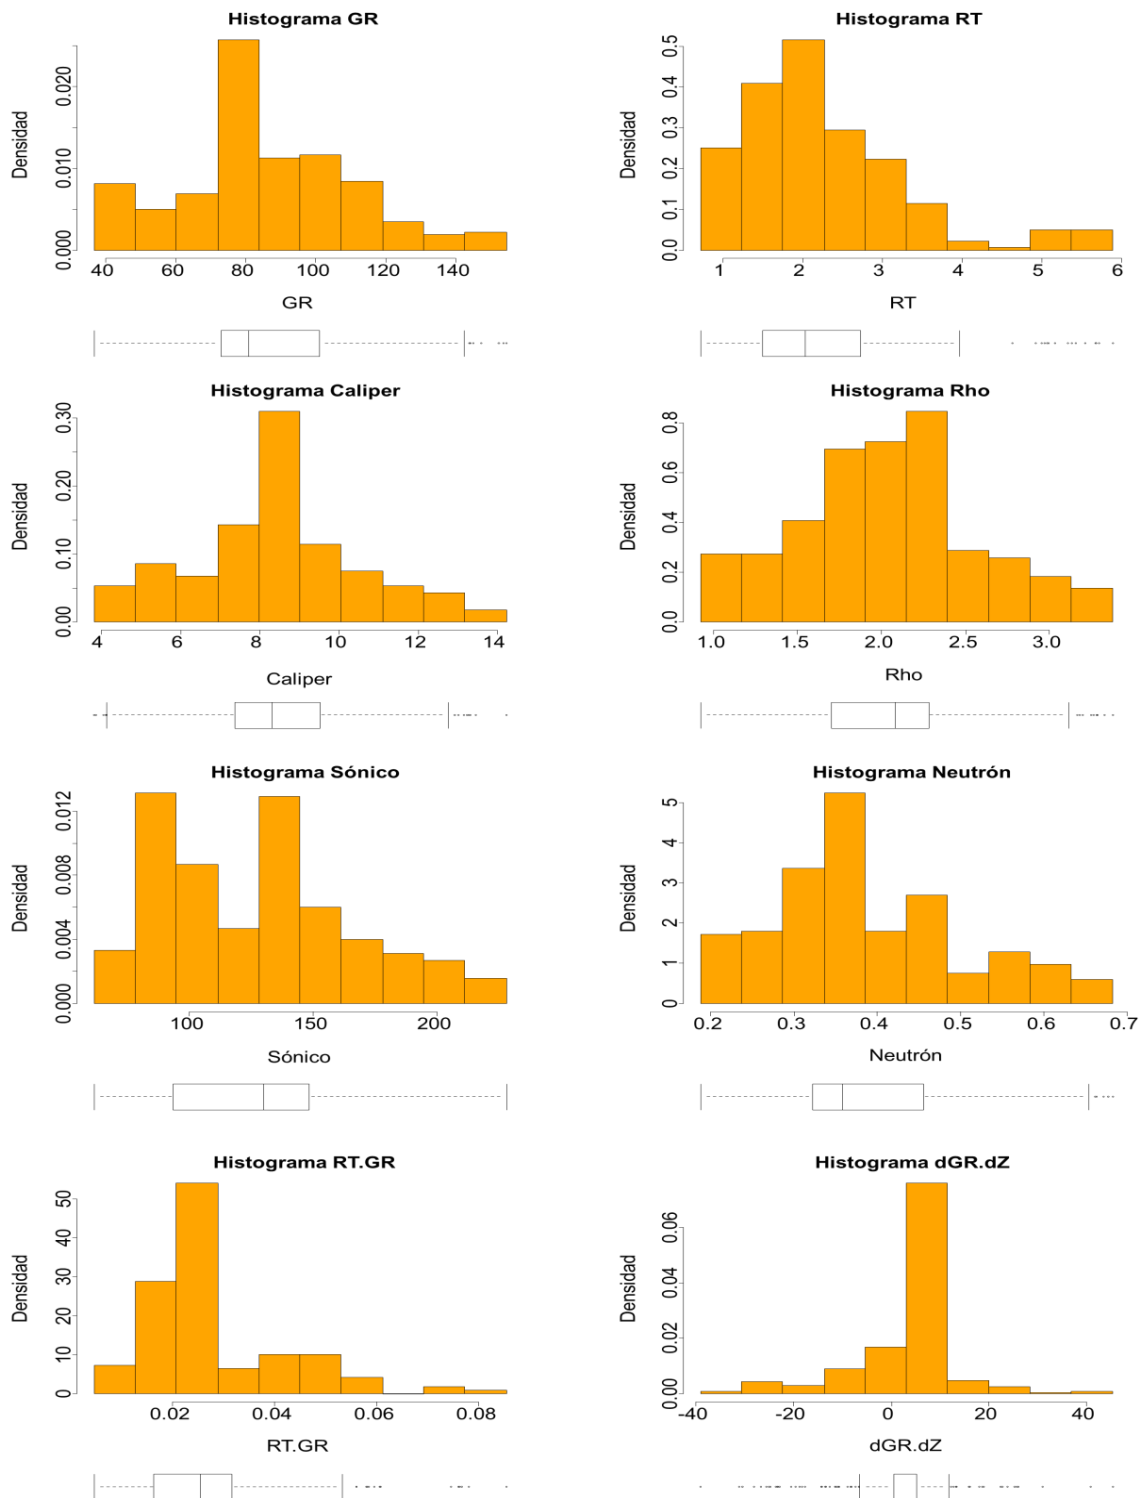 Histograma GR
Densidad
0.000 0.010 0.020
40 60 80 100 120 140
GR
Histograma RT
Densidad
0.0 0.1 0.2 0.3 0.4 0.5
1 2 3 4 5 6
RT
Histograma Caliper
Densidad
0.00 0.10 0.20 0.30
4 6 8 10 12 14
Caliper
Histograma Rho
Densidad
0.0 0.2 0.4 0.6 0.8
1.0 1.5 2.0 2.5 3.0
Rho
Histograma Sónico
Densidad
0.000 0.004 0.008 0.012
100 150 200
Sónico
Histograma Neutrón
Densidad
0 1 2 3 4 5
0.2 0.3 0.4 0.5 0.6 0.7
Neutrón
Histograma RT.GR
Densidad
0 10 20 30 40 50
0.02 0.04 0.06 0.08
RT.GR
Histograma dGR.dZ
Densidad
0.00 0.02 0.04 0.06
-40 -20 0 20 40
dGR.dZ